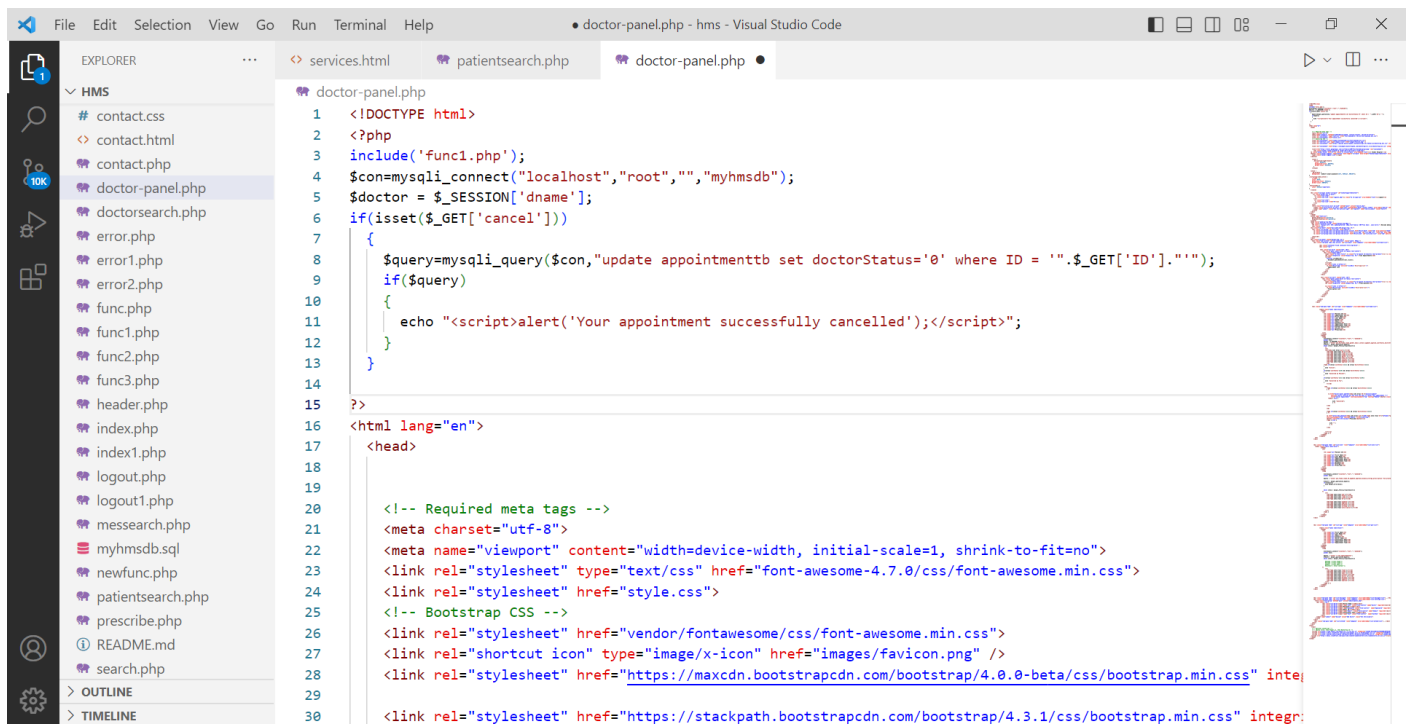 File Edit Selection View Go Run Terminal Help
● doctor-panel.php - hms - Visual Studio Code
EXPLORER
···
1
10K
HMS
# contact.css
<> contact.html
contact.php
doctor-panel.php
doctorsearch.php
error.php
error1.php
error2.php
func.php
func1.php
func2.php
func3.php
header.php
index.php
index1.php
logout.php
logout1.php
messearch.php
myhmsdb.sql
newfunc.php
patientsearch.php
prescribe.php
README.md
search.php
OUTLINE
TIMELINE
<> services.html
patientsearch.php
doctor-panel.php ●
doctor-panel.php
1 <!DOCTYPE html>
2 <?php
3 include('func1.php');
4 $con=mysqli_connect("localhost","root","","myhmsdb");
5 $doctor = $_SESSION['dname'];
6 if(isset($_GET['cancel']))
7   {
8     $query=mysqli_query($con,"update appointmenttb set doctorStatus='0' where ID = '".$_GET['ID']."'");
9     if($query)
10     {
11       echo "<script>alert('Your appointment successfully cancelled');</script>";
12     }
13   }
14
15 ?>
16 <html lang="en">
17   <head>
18
19
20     <!-- Required meta tags -->
21     <meta charset="utf-8">
22     <meta name="viewport" content="width=device-width, initial-scale=1, shrink-to-fit=no">
23     <link rel="stylesheet" type="text/css" href="font-awesome-4.7.0/css/font-awesome.min.css">
24     <link rel="stylesheet" href="style.css">
25     <!-- Bootstrap CSS -->
26     <link rel="stylesheet" href="vendor/fontawesome/css/font-awesome.min.css">
27     <link rel="shortcut icon" type="image/x-icon" href="images/favicon.png" />
28     <link rel="stylesheet" href="https://maxcdn.bootstrapcdn.com/bootstrap/4.0.0-beta/css/bootstrap.min.css" integ
29
30     <link rel="stylesheet" href="https://stackpath.bootstrapcdn.com/bootstrap/4.3.1/css/bootstrap.min.css" integr